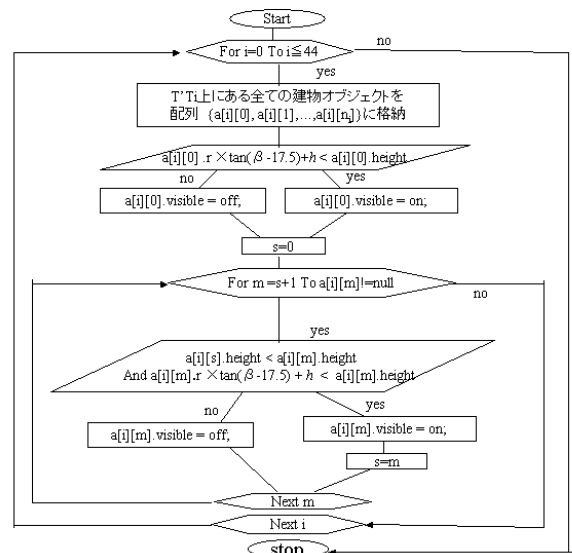 Start
no
For i=0 To i≦44
yes
T'Ti上にある全ての建物オブジェクトを
配列 {a[i][0], a[i][1],...,a[i][ni]}に格納
a[i][0] .r ×tan(β-17.5)+h < a[i][0].height
no
yes
a[i][0].visible = off;
a[i][0].visible = on;
s=0
For m =s+1 To a[i][m]!=null
no
yes
a[i][s].height < a[i][m].height
And a[i][m].r ×tan(β-17.5) + h < a[i][m].height
no
yes
a[i][m].visible = off;
a[i][m].visible = on;
s=m
Next m
Next i
stop